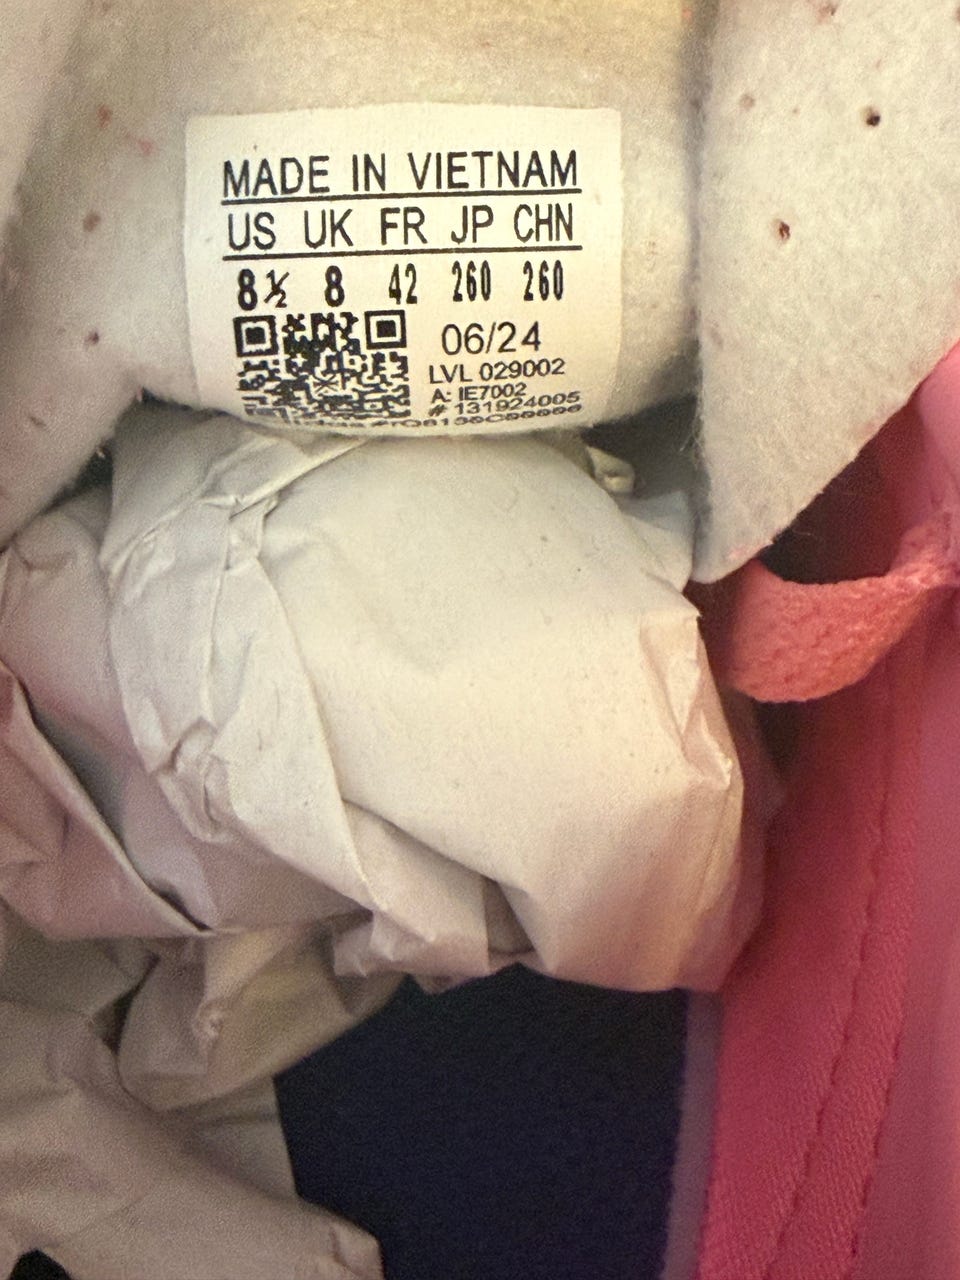 MADE IN VIETNAM
US UK FR JP CHN
8½ 8 42 260 260
06/24
LVL 029002
A: IE7002
# 131924005